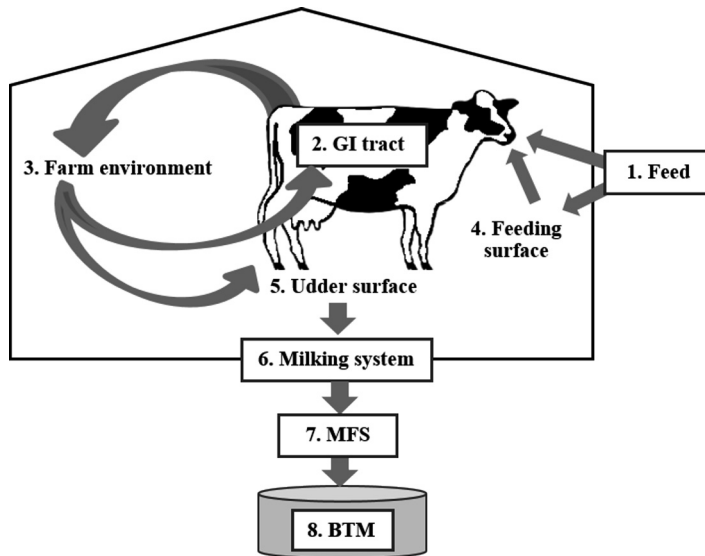 1. Feed
2. GI tract
3. Farm environment
4. Feeding
surface
5. Udder surface
6. Milking system
7. MFS
8. BTM